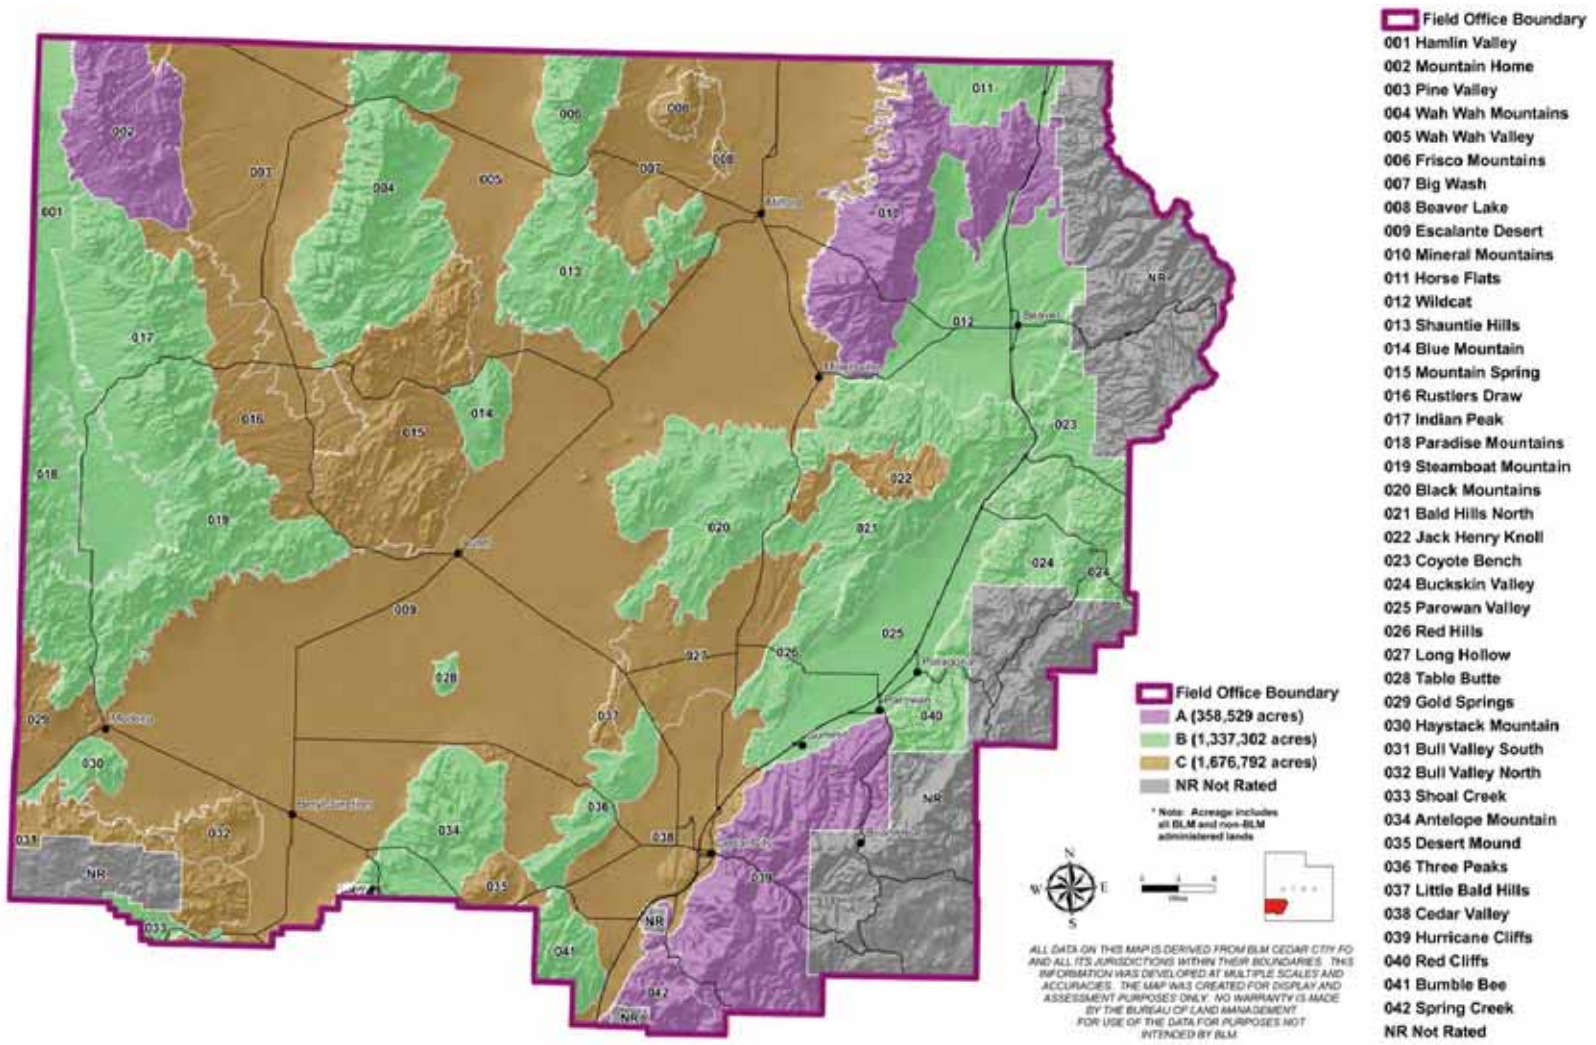 Field Office Boundary
001 Hamlin Valley
002 Mountain Home
003 Pine Valley
004 Wah Wah Mountains
005 Wah Wah Valley
006 Frisco Mountains
007 Big Wash
008 Beaver Lake
009 Escalante Desert
010 Mineral Mountains
011 Horse Flats
012 Wildcat
013 Shauntie Hills
014 Blue Mountain
015 Mountain Spring
016 Rustlers Draw
017 Indian Peak
018 Paradise Mountains
019 Steamboat Mountain
020 Black Mountains
021 Bald Hills North
022 Jack Henry Knoll
023 Coyote Bench
024 Buckskin Valley
025 Parowan Valley
026 Red Hills
027 Long Hollow
028 Table Butte
029 Gold Springs
030 Haystack Mountain
031 Bull Valley South
032 Bull Valley North
033 Shoal Creek
034 Antelope Mountain
035 Desert Mound
036 Three Peaks
037 Little Bald Hills
038 Cedar Valley
039 Hurricane Cliffs
040 Red Cliffs
041 Bumble Bee
042 Spring Creek
NR Not Rated
011
006
008
002
008
007
003
005
004
001
010
013
NR
012
Beaver
017
014
016
015
023
018
022
019
020
021
024
024
009
025
026
027
Paragonah
028
037
029
Modena
Parowan
040
030
036
NR
032
034
038
031
NR
035
039
NR
033
041
042
NR
Field Office Boundary
A (358,529 acres)
B (1,337,302 acres)
C (1,676,792 acres)
NR Not Rated
* Note: Acreage includes
all BLM and non-BLM
administered lands
N
W E
S
Miles
ALL DATA ON THIS MAP IS DERIVED FROM BLM CEDAR CTIY FO
AND ALL ITS JURISDICTIONS WITHIN THEIR BOUNDARIES. THIS
INFORMATION WAS DEVELOPED AT MULTIPLE SCALES AND
ACCURACIES. THE MAP WAS CREATED FOR DISPLAY AND
ASSESSMENT PURPOSES ONLY. NO WARRANTY IS MADE
BY THE BUREAU OF LAND MANAGEMENT
FOR USE OF THE DATA FOR PURPOSES NOT
INTENDED BY BLM.